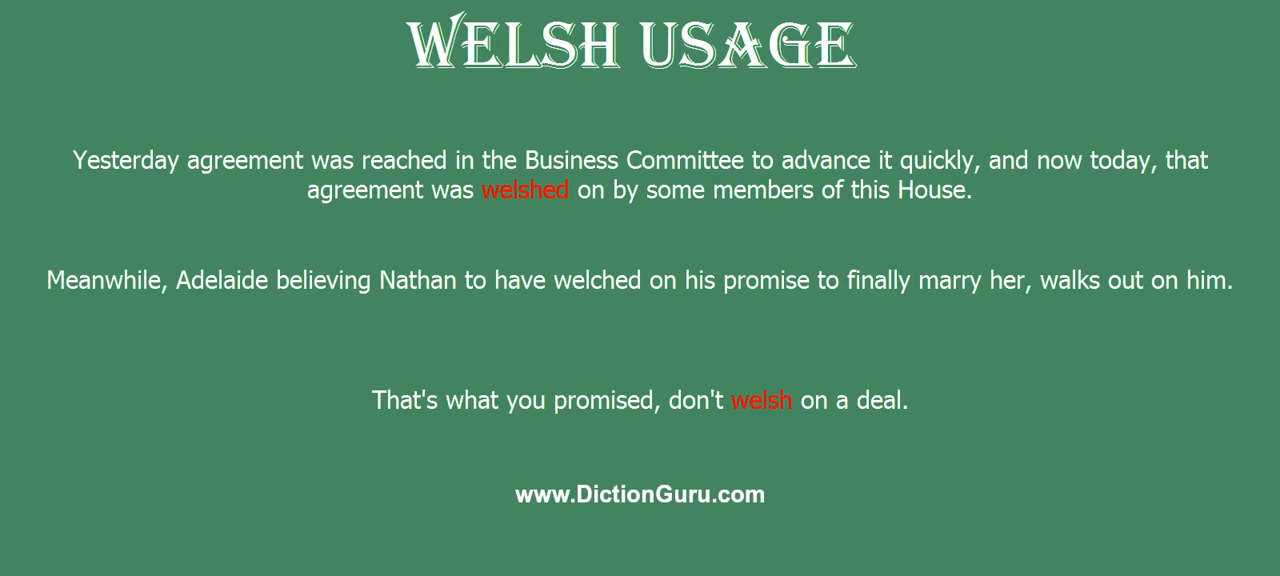 WELSH USAGE
Yesterday agreement was reached in the Business Committee to advance it quickly, and now today, that
agreement was welshed on by some members of this House.
Meanwhile, Adelaide believing Nathan to have welched on his promise to finally marry her, walks out on him.
That's what you promised, don't welsh on a deal.
www.DictionGuru.com